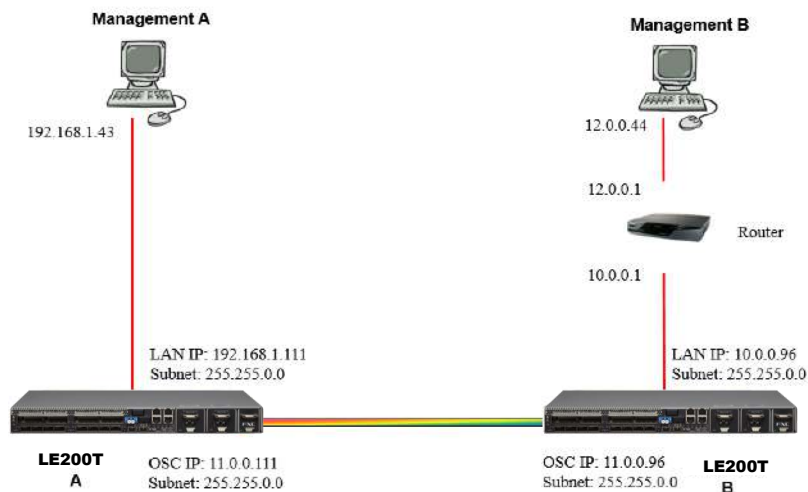 Management A
Management B
192.168.1.43
12.0.0.44
12.0.0.1
Router
10.0.0.1
LAN IP: 192.168.1.111
Subnet: 255.255.0.0
LAN IP: 10.0.0.96
Subnet: 255.255.0.0
LE200T
A
OSC IP: 11.0.0.111
Subnet: 255.255.0.0
OSC IP: 11.0.0.96
Subnet: 255.255.0.0
LE200T
B